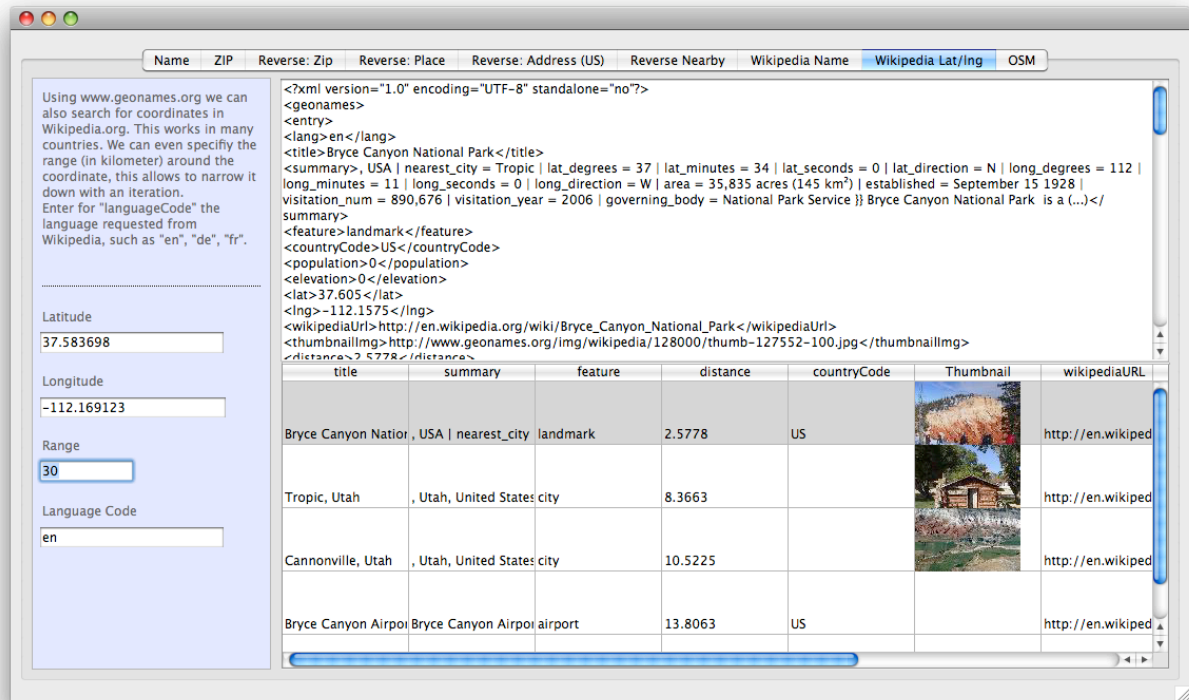 Name ZIP Reverse: Zip Reverse: Place Reverse: Address (US) Reverse Nearby Wikipedia Name Wikipedia Lat/lng OSM
Using www.geonames.org we can
also search for coordinates in
Wikipedia.org. This works in many
countries. We can even specifiy the
range (in kilometer) around the
coordinate, this allows to narrow it
down with an iteration.
Enter for "languageCode" the
language requested from
Wikipedia, such as "en", "de", "fr".
Latitude
37.583698
Longitude
-112.169123
Range
30
Language Code
en
<?xml version="1.0" encoding="UTF-8" standalone="no"?>
<geonames>
<entry>
<lang>en</lang>
<title>Bryce Canyon National Park</title>
<summary>, USA | nearest_city = Tropic | lat_degrees = 37 | lat_minutes = 34 | lat_seconds = 0 | lat_direction = N | long_degrees = 112 |
long_minutes = 11 | long_seconds = 0 | long_direction = W | area = 35,835 acres (145 km²) | established = September 15 1928 |
visitation_num = 890,676 | visitation_year = 2006 | governing_body = National Park Service }} Bryce Canyon National Park  is a (...)</
summary>
<feature>landmark</feature>
<countryCode>US</countryCode>
<population>0</population>
<elevation>0</elevation>
<lat>37.605</lat>
<lng>-112.1575</lng>
<wikipediaUrl>http://en.wikipedia.org/wiki/Bryce_Canyon_National_Park</wikipediaUrl>
<thumbnailImg>http://www.geonames.org/img/wikipedia/128000/thumb-127552-100.jpg</thumbnailImg>
<distance>2.5778</distance>
title summary feature distance countryCode Thumbnail wikipediaURL
Bryce Canyon Nation , USA | nearest_city landmark 2.5778 US http://en.wikiped
Tropic, Utah , Utah, United States city 8.3663 http://en.wikiped
Cannonville, Utah , Utah, United States city 10.5225 http://en.wikiped
Bryce Canyon Airpor Bryce Canyon Airpor airport 13.8063 US http://en.wikiped